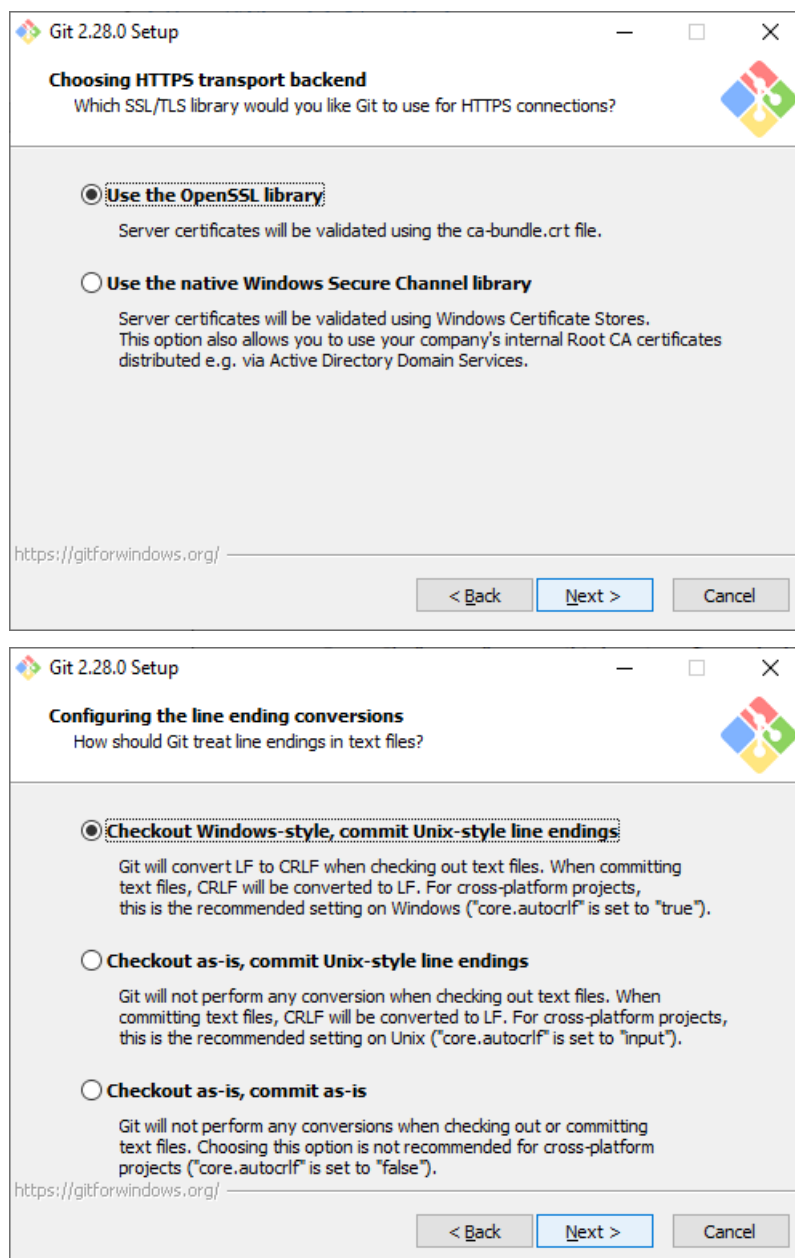 Git 2.28.0 Setup
Choosing HTTPS transport backend
Which SSL/TLS library would you like Git to use for HTTPS connections?
Use the OpenSSL library
Server certificates will be validated using the ca-bundle.crt file.
Use the native Windows Secure Channel library
Server certificates will be validated using Windows Certificate Stores.
This option also allows you to use your company's internal Root CA certificates
distributed e.g. via Active Directory Domain Services.
https://gitforwindows.org/
< Back Next > Cancel
Git 2.28.0 Setup
Configuring the line ending conversions
How should Git treat line endings in text files?
Checkout Windows-style, commit Unix-style line endings
Git will convert LF to CRLF when checking out text files. When committing
text files, CRLF will be converted to LF. For cross-platform projects,
this is the recommended setting on Windows ("core.autocrlf" is set to "true").
Checkout as-is, commit Unix-style line endings
Git will not perform any conversion when checking out text files. When
committing text files, CRLF will be converted to LF. For cross-platform projects,
this is the recommended setting on Unix ("core.autocrlf" is set to "input").
Checkout as-is, commit as-is
Git will not perform any conversions when checking out or committing
text files. Choosing this option is not recommended for cross-platform
projects ("core.autocrlf" is set to "false").
https://gitforwindows.org/
< Back Next > Cancel